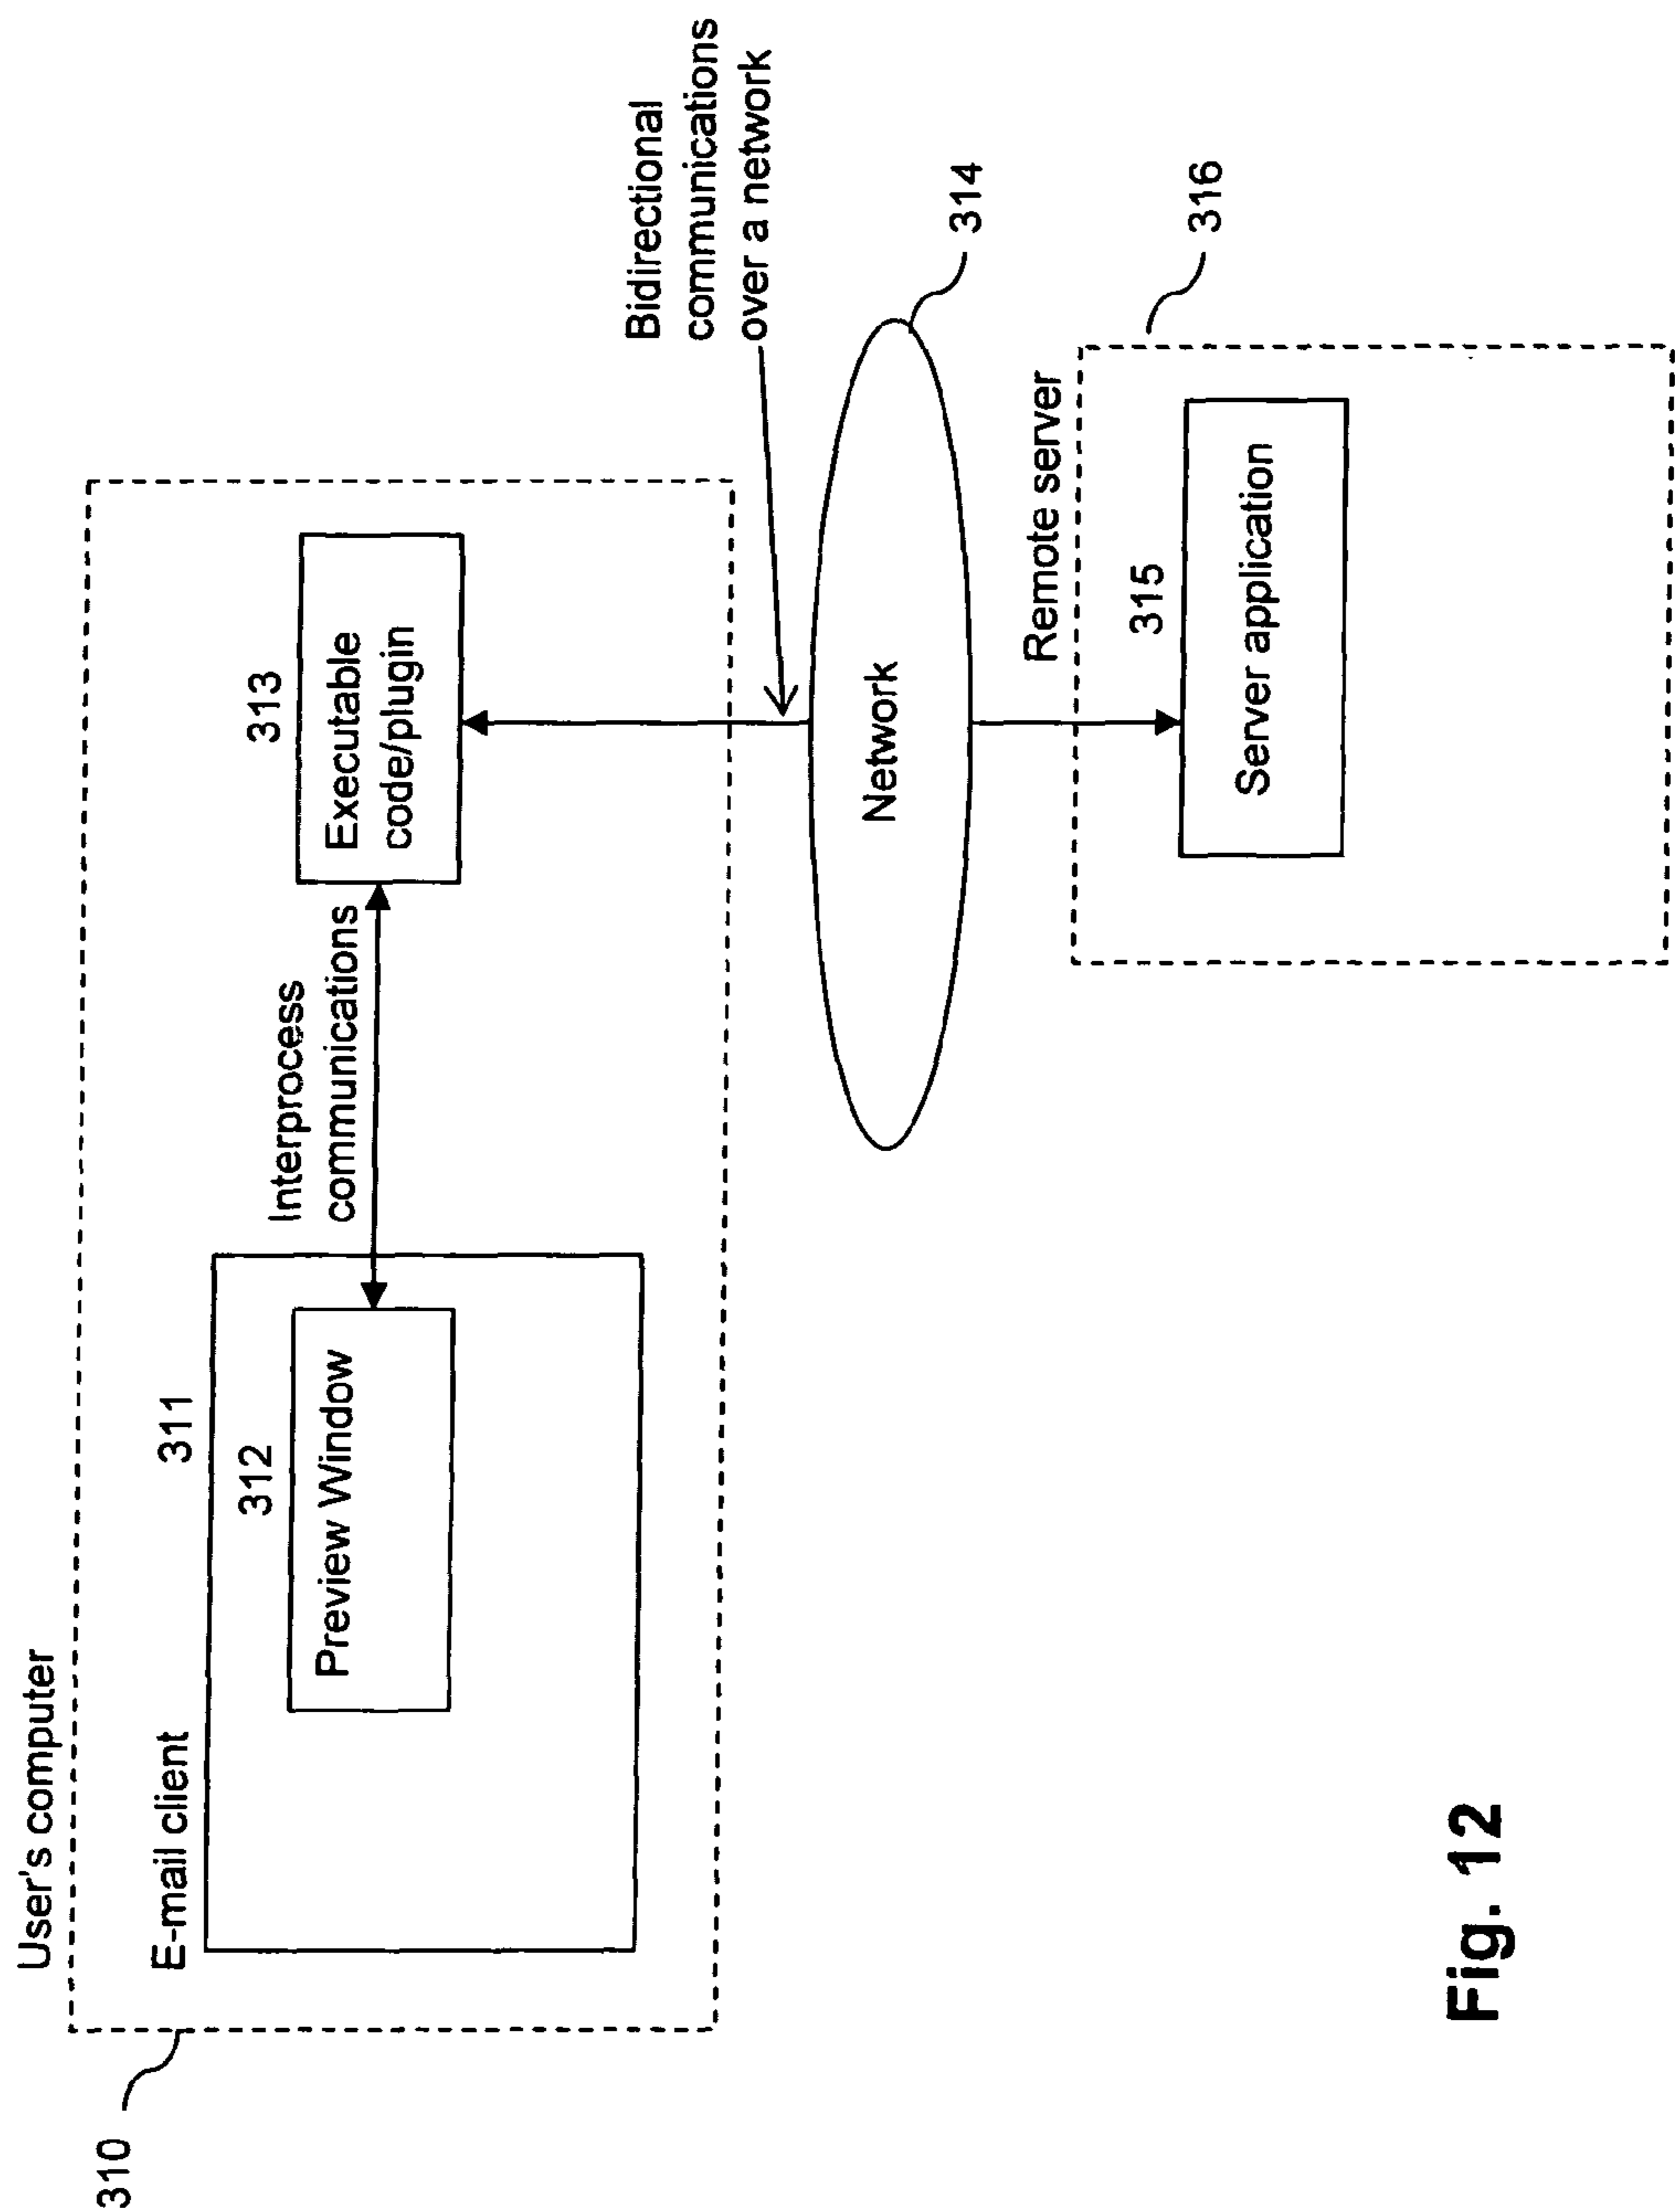 User's computer
310
E-mail client
311
312
Preview Window
Interprocess
communications
313
Executable
code/plugin
Bidirectional
communications
over a network
Network
314
Remote server
316
315
Server application
Fig. 12